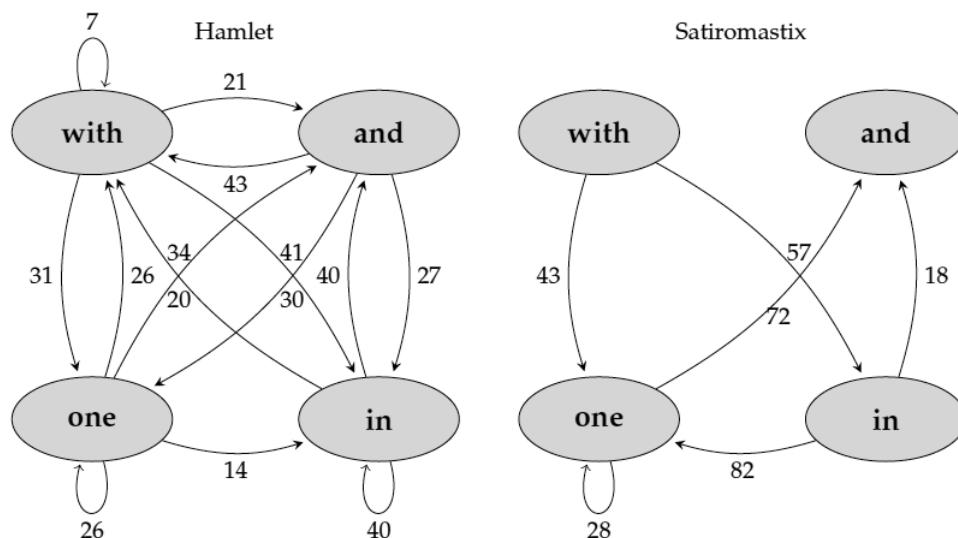 7
Hamlet
Satiromastix
21
with
and
with
and
43
34
41
57
31
26
40
27
43
18
20
30
72
one
in
one
in
14
82
26
40
28